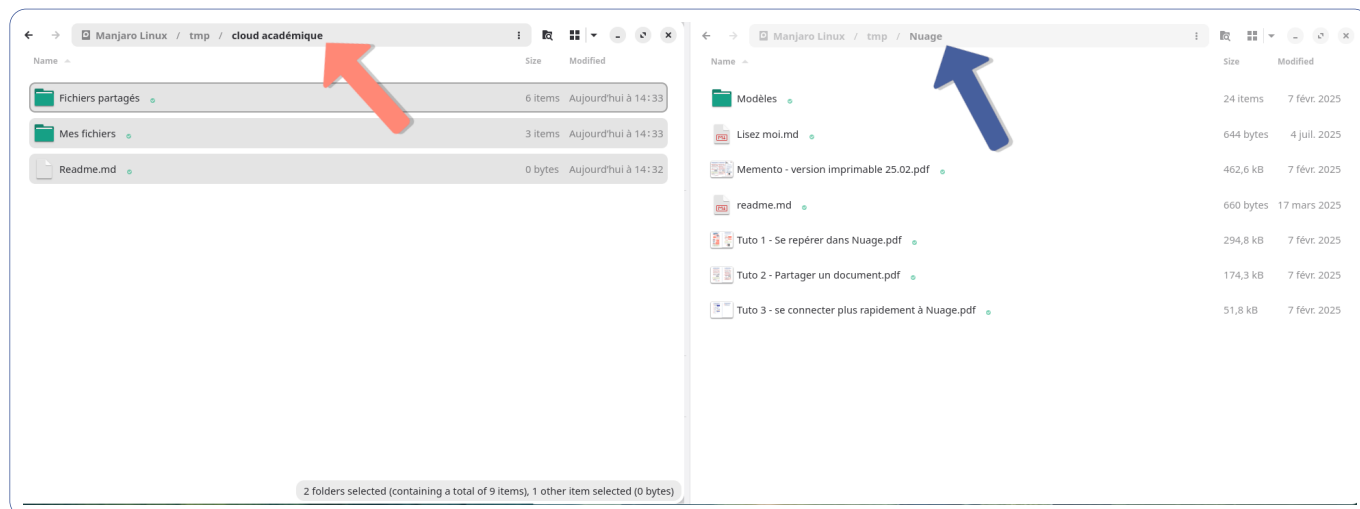 Manjaro Linux / tmp / cloud académique
Name Size Modified
Fichiers partagés 6 items Aujourd'hui à 14:33
Mes fichiers 3 items Aujourd'hui à 14:33
Readme.md 0 bytes Aujourd'hui à 14:32
2 folders selected (containing a total of 9 items), 1 other item selected (0 bytes)
Manjaro Linux / tmp / Nuage
Name Size Modified
Modèles 24 items 7 févr. 2025
Lisez moi.md 644 bytes 4 juil. 2025
Memento - version imprimable 25.02.pdf 462,6 kB 7 févr. 2025
readme.md 660 bytes 17 mars 2025
Tuto 1 - Se repérer dans Nuage.pdf 294,8 kB 7 févr. 2025
Tuto 2 - Partager un document.pdf 174,3 kB 7 févr. 2025
Tuto 3 - se connecter plus rapidement à Nuage.pdf 51,8 kB 7 févr. 2025